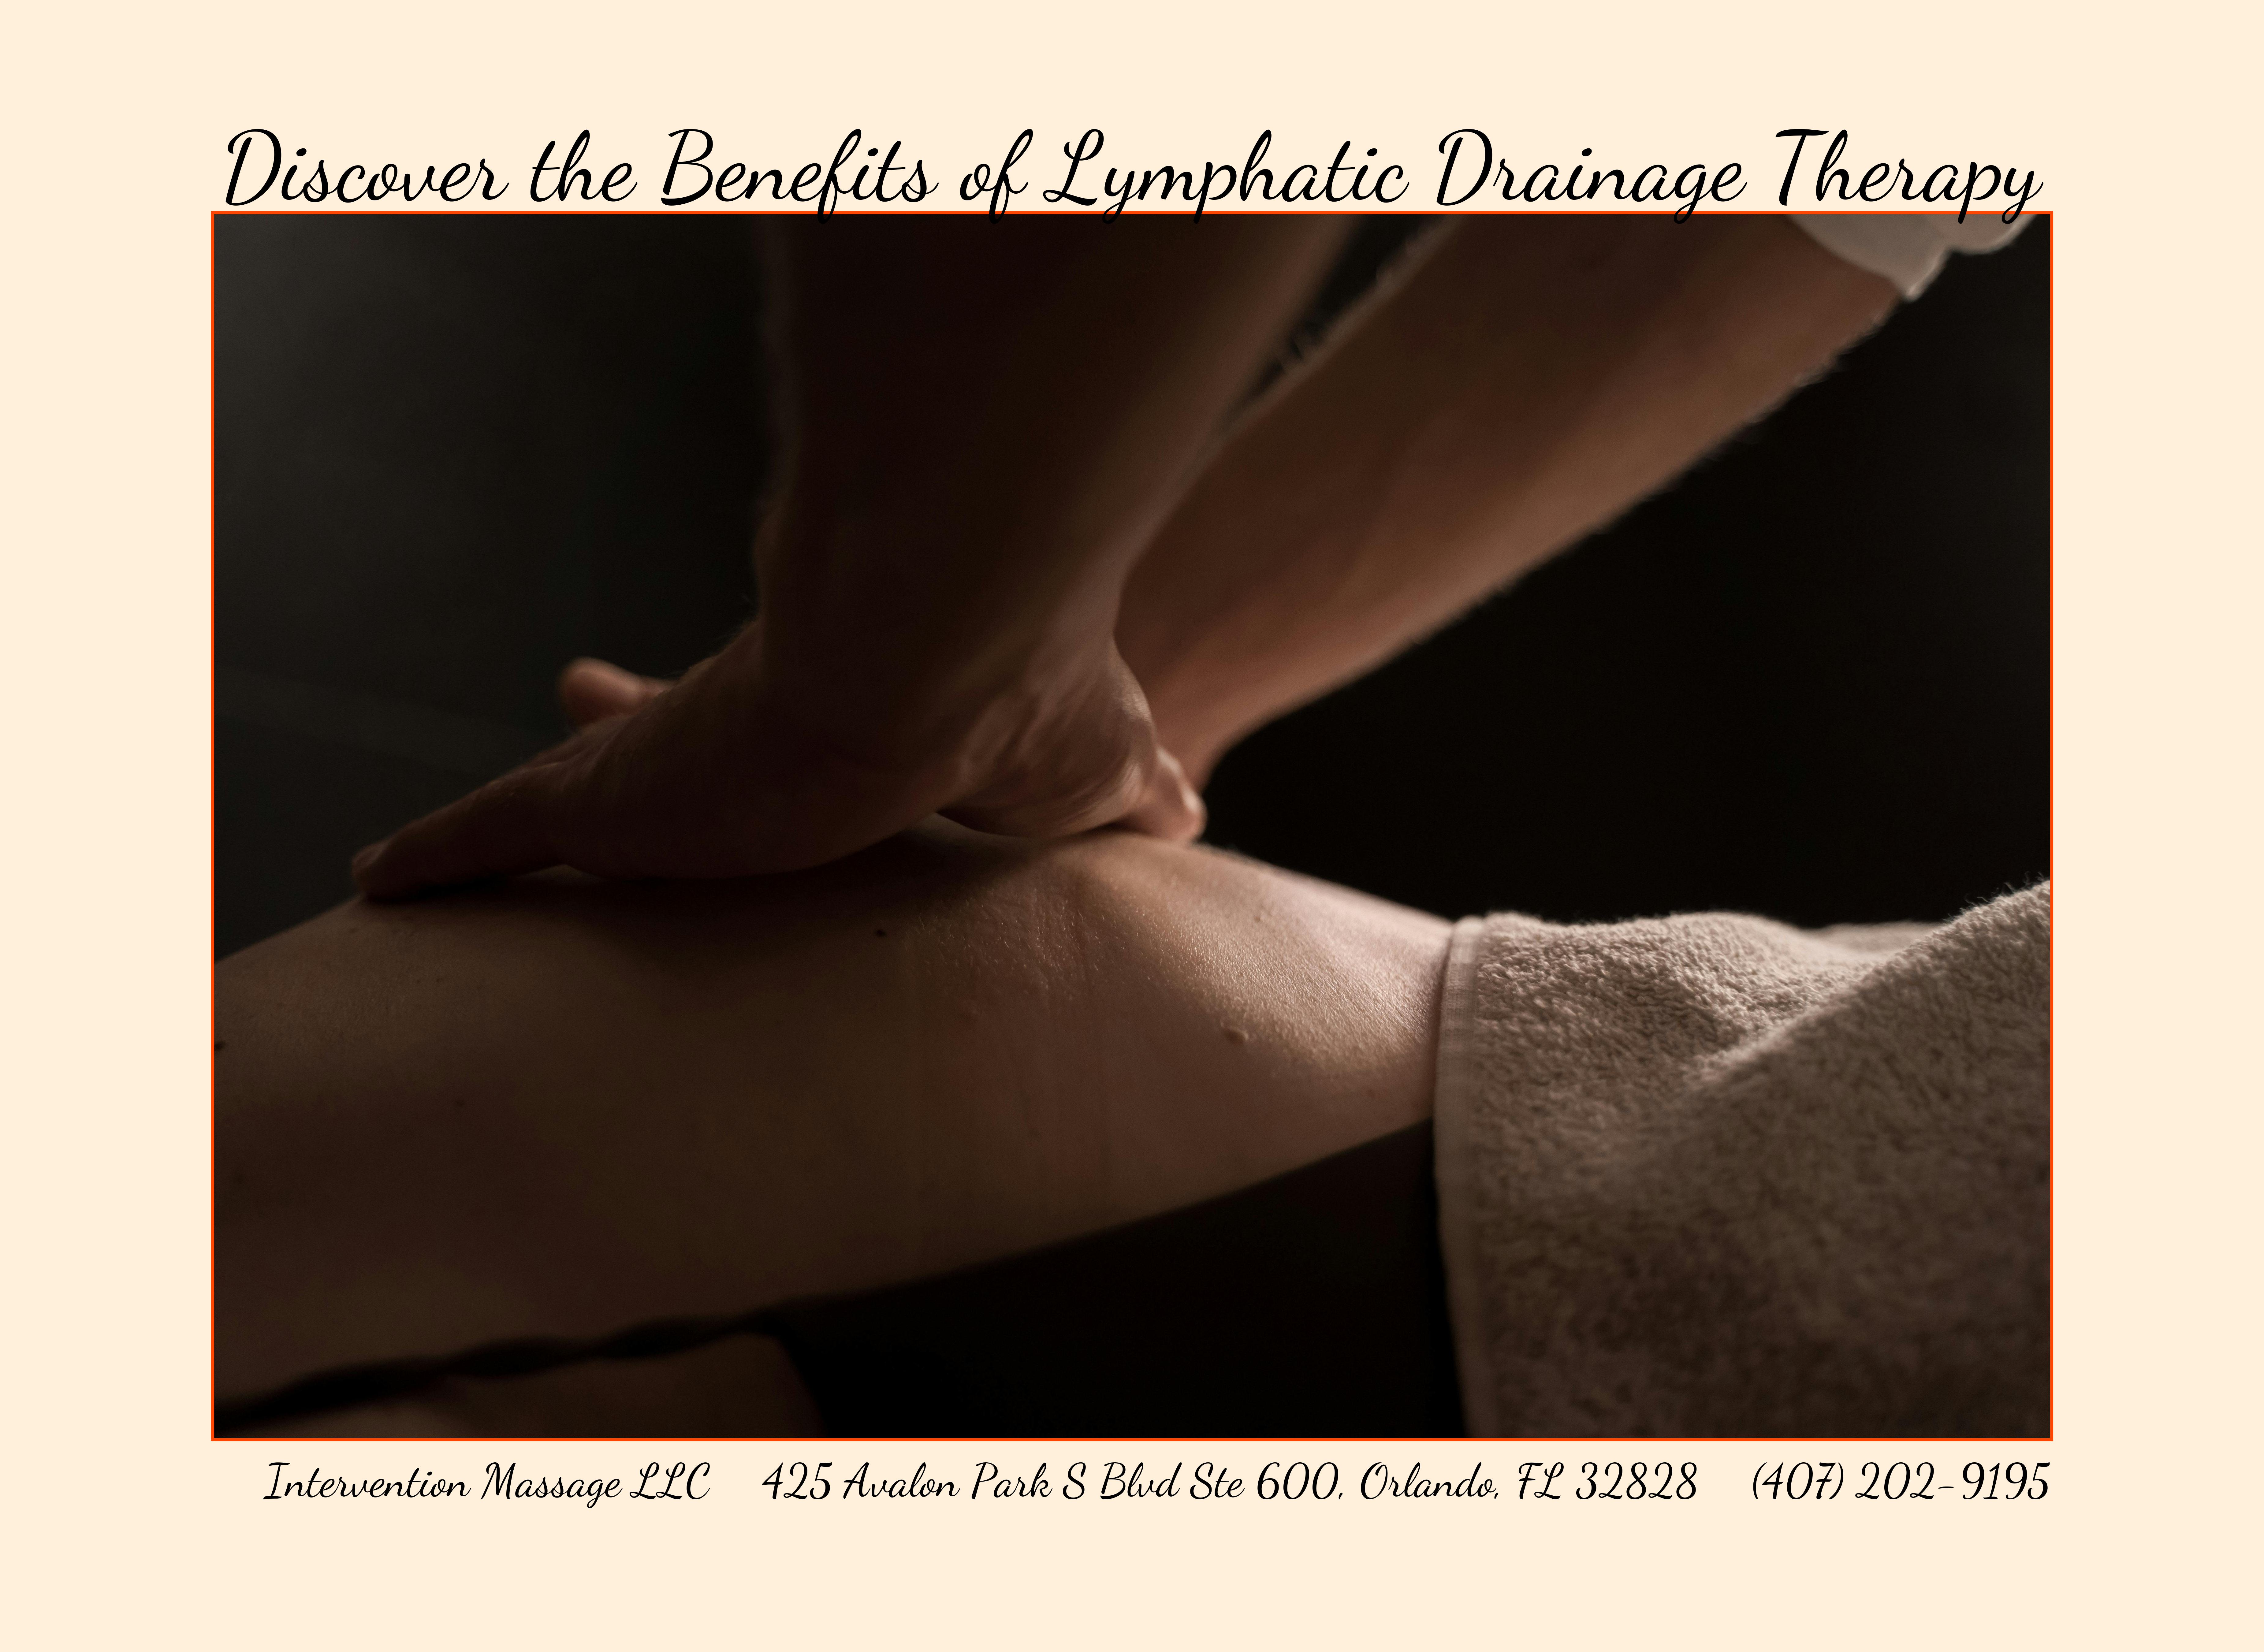 Discover the Benefits of Lymphatic Drainage Therapy
Intervention Massage LLC 425 Avalon Park S Blvd Ste 600, Orlando, FL 32828 (407) 202-9195